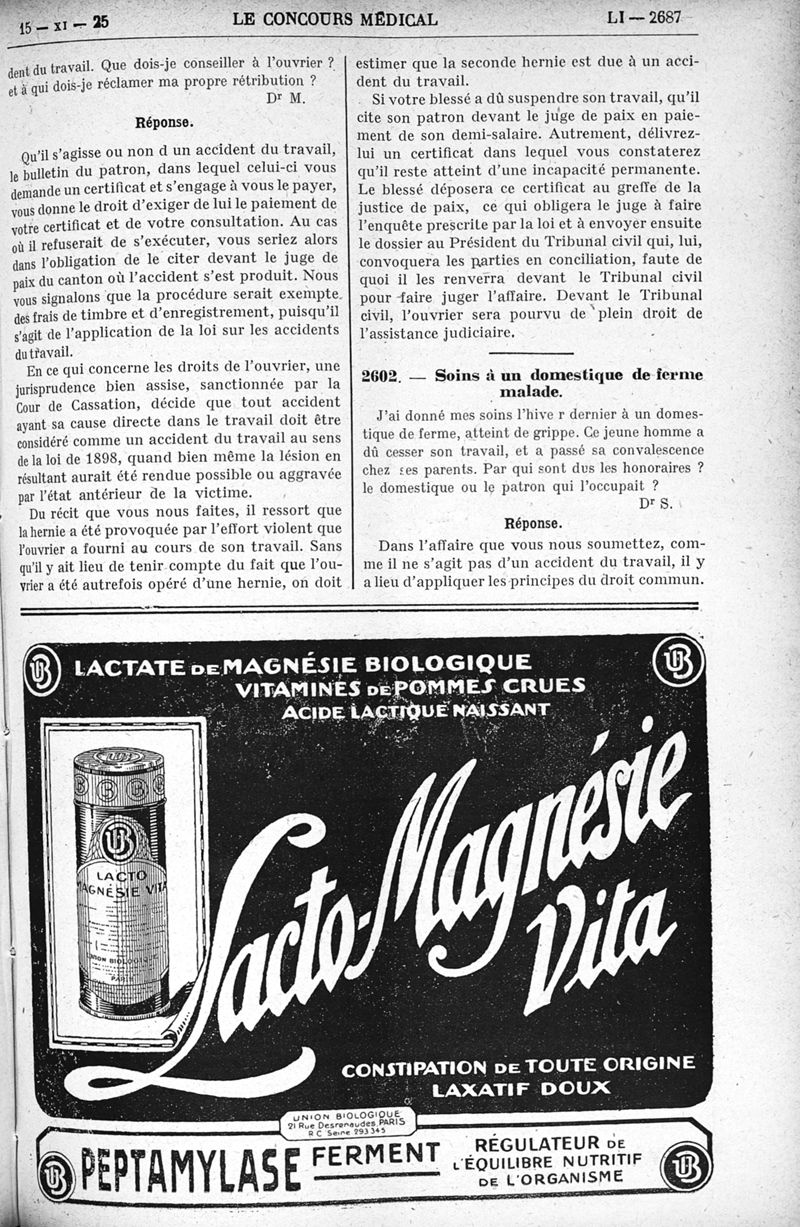 15 — XI — 25
LE CONCOURS MÉDICAL
LI — 2687
dent du travail. Que dois-je conseiller à l'ouvrier ?
et à qui dois-je réclamer ma propre rétribution ?
Dr M.
Réponse.
Qu'il s'agisse ou non d un accident du travail,
le bulletin du patron, dans lequel celui-ci vous
demande un certificat et s'engage à vous le payer,
vous donne le droit d'exiger de lui le paiement de
votre certificat et de votre consultation. Au cas
où il refuserait de s'exécuter, vous seriez alors
dans l'obligation de le citer devant le juge de
paix du canton où l'accident s'est produit. Nous
vous signalons que la procédure serait exempte
des frais de timbre et d'enregistrement, puisqu'il
s'agit de l'application de la loi sur les accidents
du travail.
En ce qui concerne les droits de l'ouvrier, une
jurisprudence bien assise, sanctionnée par la
Cour de Cassation, décide que tout accident
ayant sa cause directe dans le travail doit être
considéré comme un accident du travail au sens
de la loi de 1898, quand bien même la lésion en
résultant aurait été rendue possible ou aggravée
par l'état antérieur de la victime.
Du récit que vous nous faites, il ressort que
la hernie a été provoquée par l'effort violent que
l'ouvrier a fourni au cours de son travail. Sans
qu'il y ait lieu de tenir compte du fait que l'ou-
vrier a été autrefois opéré d'une hernie, on doit
estimer que la seconde hernie est due à un acci-
dent du travail.
Si votre blessé a dû suspendre son travail, qu'il
cite son patron devant le juge de paix en paie-
ment de son demi-salaire. Autrement, délivrez-
lui un certificat dans lequel vous constaterez
qu'il reste atteint d'une incapacité permanente.
Le blessé déposera ce certificat au greffe de la
justice de paix, ce qui obligera le juge à faire
l'enquête prescrite par la loi et à envoyer ensuite
le dossier au Président du Tribunal civil qui, lui,
convoquera les parties en conciliation, faute de
quoi il les renverra devant le Tribunal civil
pour faire juger l'affaire. Devant le Tribunal
civil, l'ouvrier sera pourvu de plein droit de
l'assistance judiciaire.
2602. — Soins à un domestique de ferme
malade.
J'ai donné mes soins l'hive r dernier à un domes-
tique de ferme, atteint de grippe. Ce jeune homme a
dû cesser son travail, et a passé sa convalescence
chez ses parents. Par qui sont dus les honoraires ?
le domestique ou le patron qui l'occupait ?
Dr S.
Réponse.
Dans l'affaire que vous nous soumettez, com-
me il ne s'agit pas d'un accident du travail, il y
a lieu d'appliquer les principes du droit commun.
LACTATE DE MAGNÉSIE BIOLOGIQUE
VITAMINES DE POMMES CRUES
ACIDE LACTIQUE NAISSANT
UB
LACTO
MAGNÉSIE VITA
UNION BIOLOGIQUE
PARIS
Lacto-Magnésie
Vita
CONSTIPATION DE TOUTE ORIGINE
LAXATIF DOUX
UNION BIOLOGIQUE
21 Rue Desrenaudes, PARIS
R C Seine 293345
PEPTAMYLASE FERMENT
RÉGULATEUR DE
L'ÉQUILIBRE NUTRITIF
DE L'ORGANISME